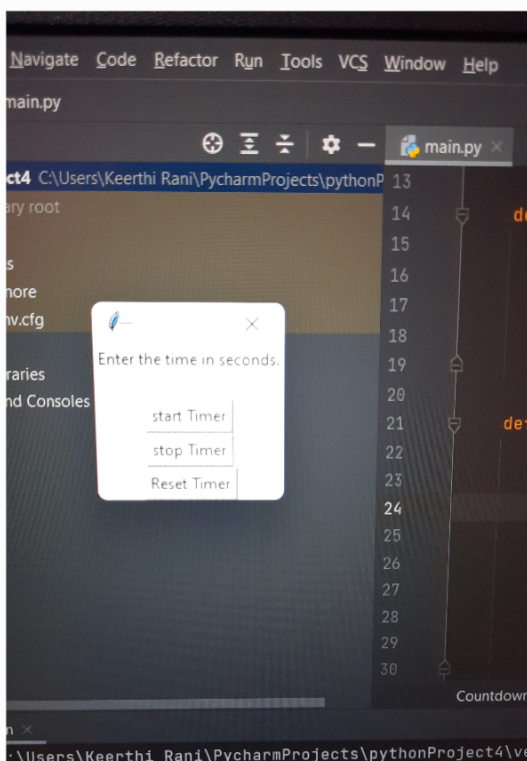 Navigate Code Refactor Run Tools VCS Window Help
main.py
main.py
ct4 C:\Users\Keerthi Rani\PycharmProjects\pythonP
ary root
s
nore
nv.cfg
raries
nd Consoles
Enter the time in seconds.
start Timer
stop Timer
Reset Timer
13
14 de
15
16
17
18
19
20
21 def
22
23
24
25
26
27
28
29
30
Countdown
n
:\Users\Keerthi Rani\PycharmProjects\pythonProject4\ve